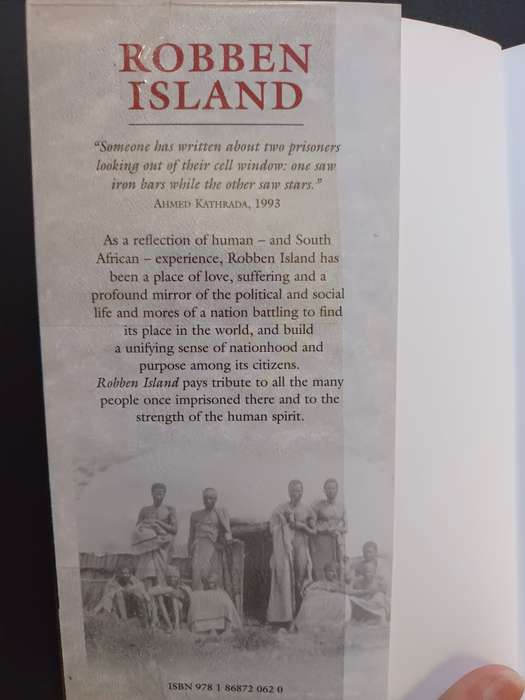 ROBBEN
ISLAND
“Someone has written about two prisoners
looking out of their cell window: one saw
iron bars while the other saw stars.”
AHMED KATHRADA, 1993
As a reflection of human – and South
African – experience, Robben Island has
been a place of love, suffering and a
profound mirror of the political and social
life and mores of a nation battling to find
its place in the world, and build
a unifying sense of nationhood and
purpose among its citizens.
Robben Island pays tribute to all the many
people once imprisoned there and to the
strength of the human spirit.
ISBN 978 1 86872 062 0